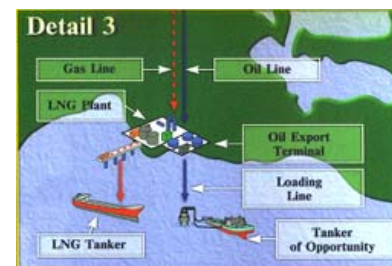 Detail 3
Gas Line
Oil Line
LNG Plant
Oil Export
Terminal
Loading
Line
LNG Tanker
Tanker
of Opportunity